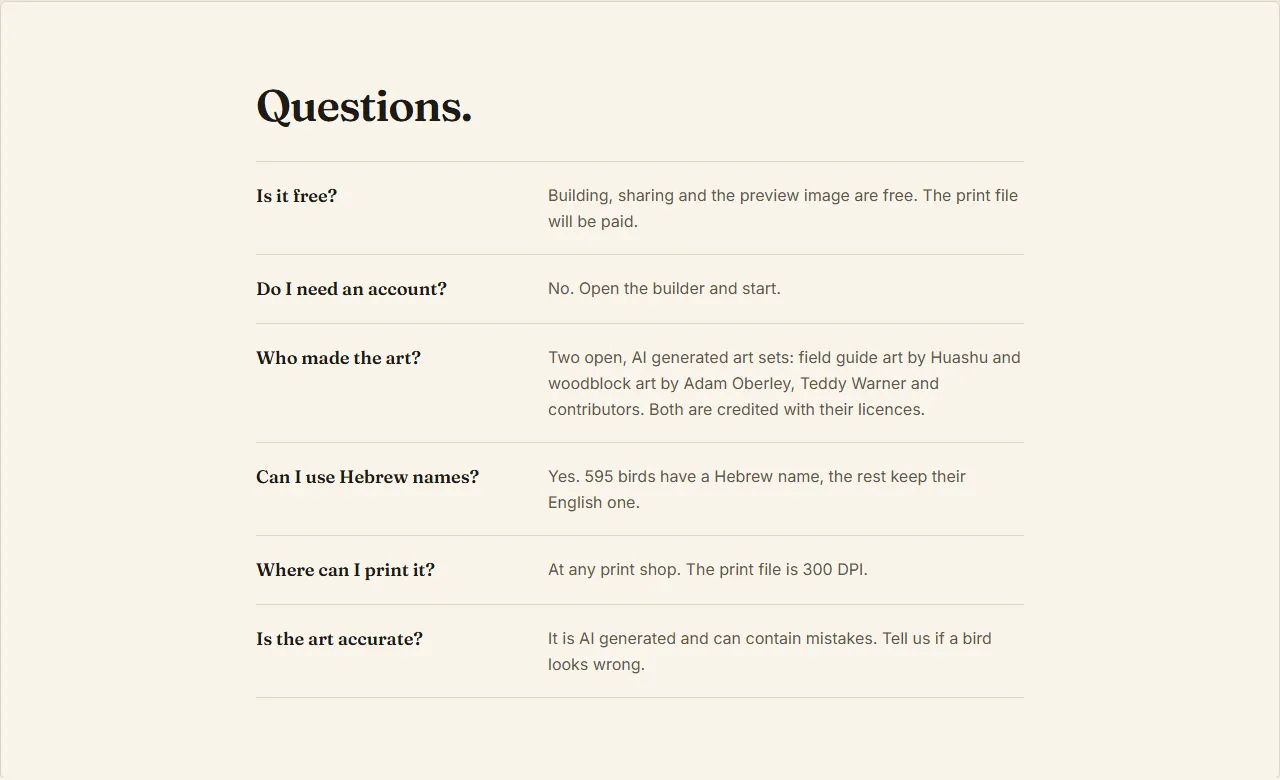 Questions.
Is it free?
Building, sharing and the preview image are free. The print file
will be paid.
Do I need an account?
No. Open the builder and start.
Who made the art?
Two open, AI generated art sets: field guide art by Huashu and
woodblock art by Adam Oberley, Teddy Warner and
contributors. Both are credited with their licences.
Can I use Hebrew names?
Yes. 595 birds have a Hebrew name, the rest keep their
English one.
Where can I print it?
At any print shop. The print file is 300 DPI.
Is the art accurate?
It is AI generated and can contain mistakes. Tell us if a bird
looks wrong.